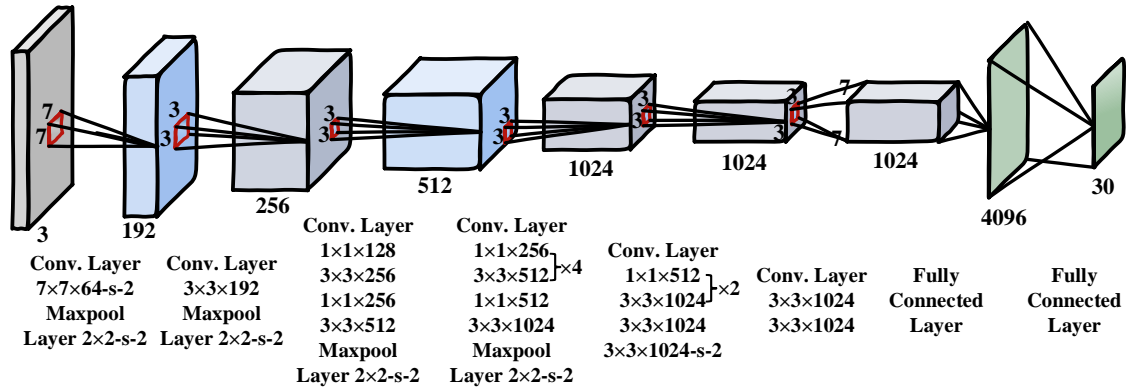 7
7
3
3
3
3
3
3
3
3
3
3
7
7
3
192
256
512
1024
1024
1024
4096
30
Conv. Layer
7×7×64-s-2
Maxpool
Layer 2×2-s-2
Conv. Layer
3×3×192
Maxpool
Layer 2×2-s-2
Conv. Layer
1×1×128
3×3×256
1×1×256
3×3×512
Maxpool
Layer 2×2-s-2
Conv. Layer
1×1×256
3×3×512
×4
1×1×512
3×3×1024
Maxpool
Layer 2×2-s-2
Conv. Layer
1×1×512
3×3×1024
×2
3×3×1024
3×3×1024-s-2
Conv. Layer
3×3×1024
3×3×1024
Fully
Connected
Layer
Fully
Connected
Layer